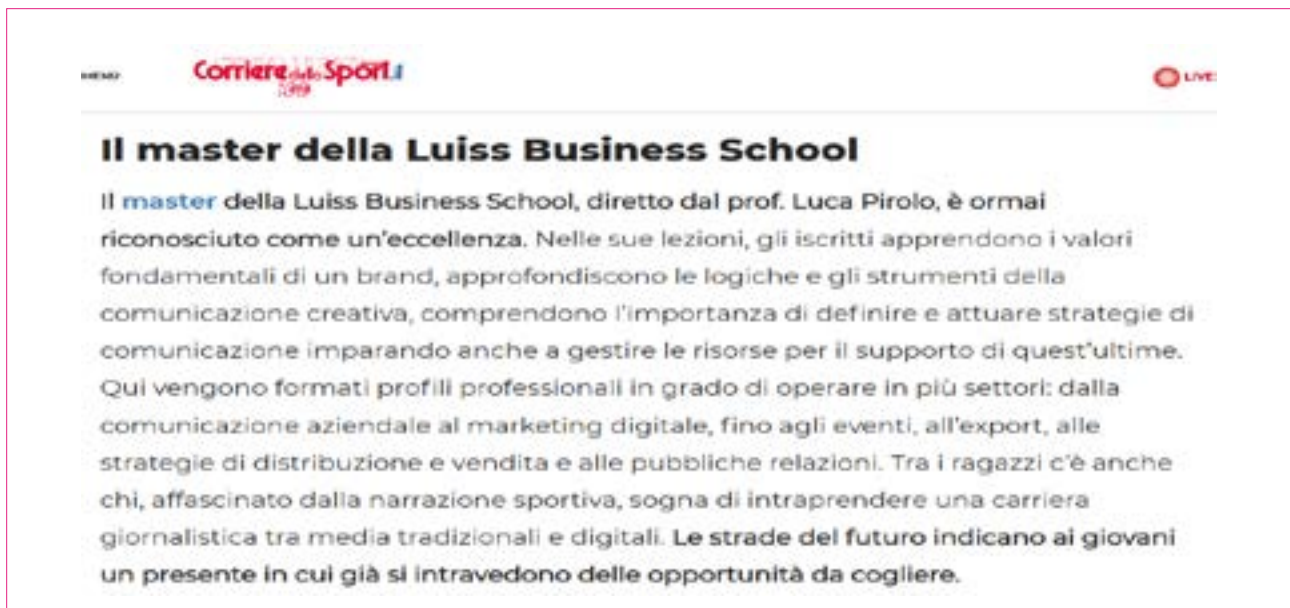 MENÙ
Corriere dello Sport.it
LIVE
Il master della Luiss Business School
Il master della Luiss Business School, diretto dal prof. Luca Pirolo, è ormai
riconosciuto come un'eccellenza. Nelle sue lezioni, gli iscritti apprendono i valori
fondamentali di un brand, approfondiscono le logiche e gli strumenti della
comunicazione creativa, comprendono l'importanza di definire e attuare strategie di
comunicazione imparando anche a gestire le risorse per il supporto di quest'ultime.
Qui vengono formati profili professionali in grado di operare in più settori: dalla
comunicazione aziendale al marketing digitale, fino agli eventi, all'export, alle
strategie di distribuzione e vendita e alle pubbliche relazioni. Tra i ragazzi c'è anche
chi, affascinato dalla narrazione sportiva, sogna di intraprendere una carriera
giornalistica tra media tradizionali e digitali. Le strade del futuro indicano ai giovani
un presente in cui già si intravedono delle opportunità da cogliere.